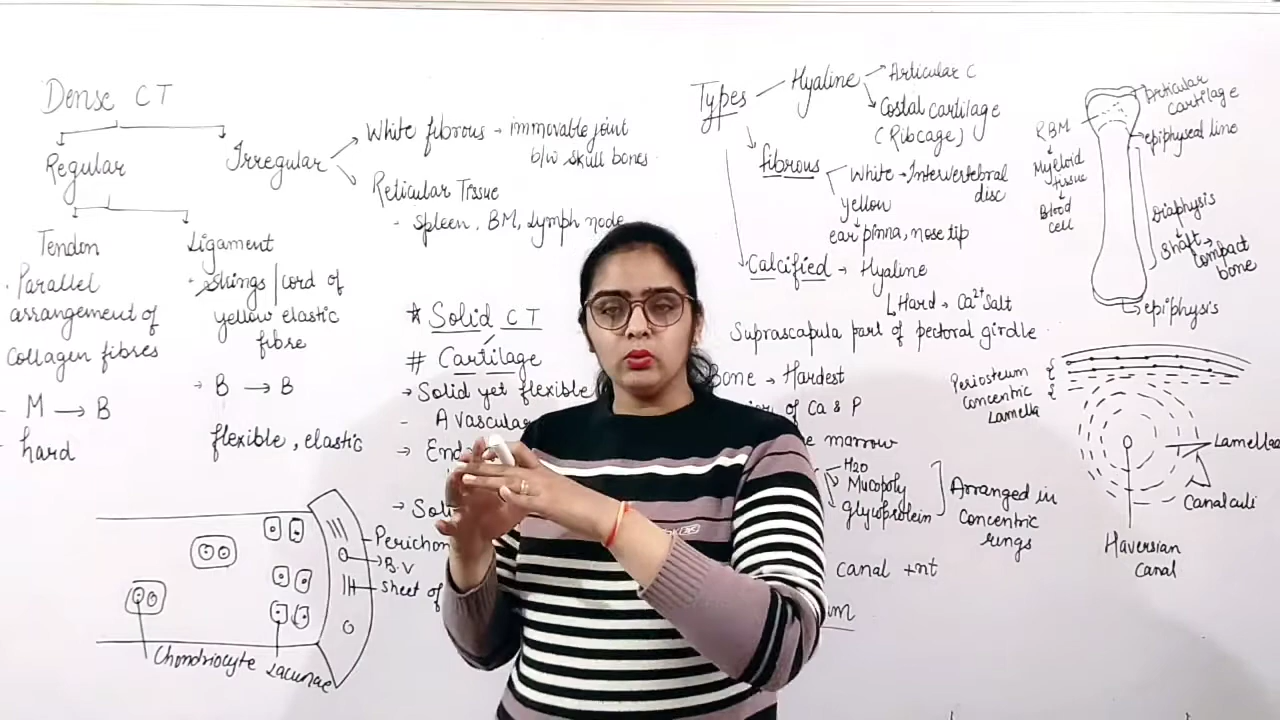 Dense CT
Regular
Irregular
White fibrous → immovable joint
b/w skull bones
Reticular Tissue
- Spleen, BM, Lymph node
Tendon
· Parallel
arrangement of
Collagen fibres
- M → B
- hard
Ligament
Strings/cord of
yellow elastic
fibre
→ B → B
flexible, elastic
* Solid CT
# Cartilage
→ Solid yet flexible
- Avascular
→
→
Perichon
B.V
Sheet of
Chondriocyte
Lacunae
Types
Hyaline
Articular C
Costal cartilage
(Ribcage)
fibrous
White → Intervertebral
disc
yellow
ear pinna, nose tip
Calcified → Hyaline
Hard → Ca²⁺ Salt
Suprascapula part of pectoral girdle
Bone → Hardest
of Ca & P
marrow
H2O
Mucopoly
glycoprotein
Arranged in
Concentric
rings
canal +nt
Articular
cartilage
epiphyseal line
RBM
Myeloid
tissue
Blood
cell
Diaphysis
Shaft →
Compact
bone
epiphysis
Periosteum
Concentric
Lamella
Lamellae
Canaliculi
Haversian
Canal